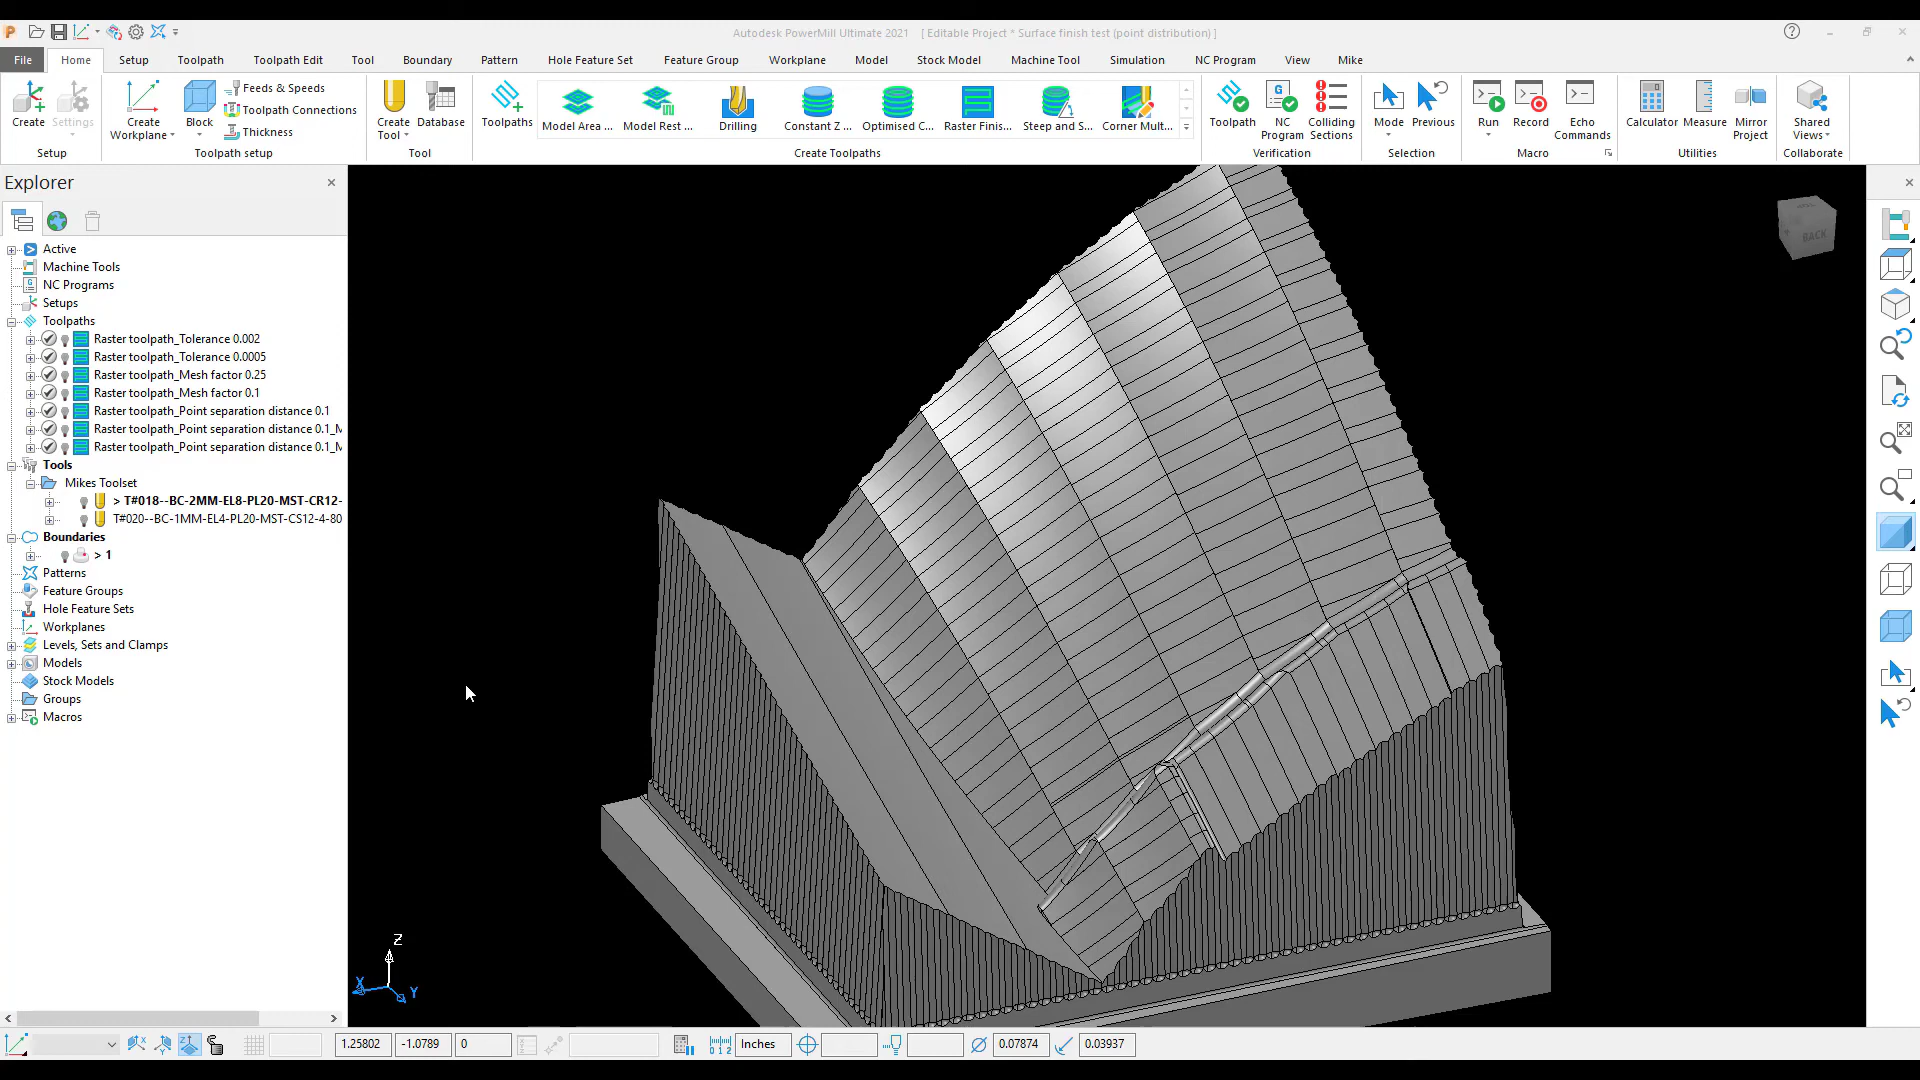 Autodesk PowerMill Ultimate 2021 [ Editable Project * Surface finish test (point distribution) ]
File Home Setup Toolpath Toolpath Edit Tool Boundary Pattern Hole Feature Set Feature Group Workplane Model Stock Model Machine Tool Simulation NC Program View Mike
Create
Settings
Setup
Create Workplane
Block
Feeds & Speeds
Toolpath Connections
Thickness
Toolpath setup
Create Tool
Database
Tool
Toolpaths
Model Area ...
Model Rest ...
Drilling
Constant Z ...
Optimised C...
Raster Finis...
Steep and S...
Corner Mult...
Create Toolpaths
Toolpath
NC Program
Colliding Sections
Verification
Mode
Previous
Selection
Run
Record
Echo Commands
Macro
Calculator
Measure
Mirror Project
Utilities
Shared Views
Collaborate
Explorer
Active
Machine Tools
NC Programs
Setups
Toolpaths
Raster toolpath_Tolerance 0.002
Raster toolpath_Tolerance 0.0005
Raster toolpath_Mesh factor 0.25
Raster toolpath_Mesh factor 0.1
Raster toolpath_Point separation distance 0.1
Raster toolpath_Point separation distance 0.1_M
Raster toolpath_Point separation distance 0.1_M
Tools
Mikes Toolset
> T#018--BC-2MM-EL8-PL20-MST-CR12-
T#020--BC-1MM-EL4-PL20-MST-CS12-4-80
Boundaries
> 1
Patterns
Feature Groups
Hole Feature Sets
Workplanes
Levels, Sets and Clamps
Models
Stock Models
Groups
Macros
BACK
Z
X
Y
1.25802 -1.0789 0 Inches 0.07874 0.03937